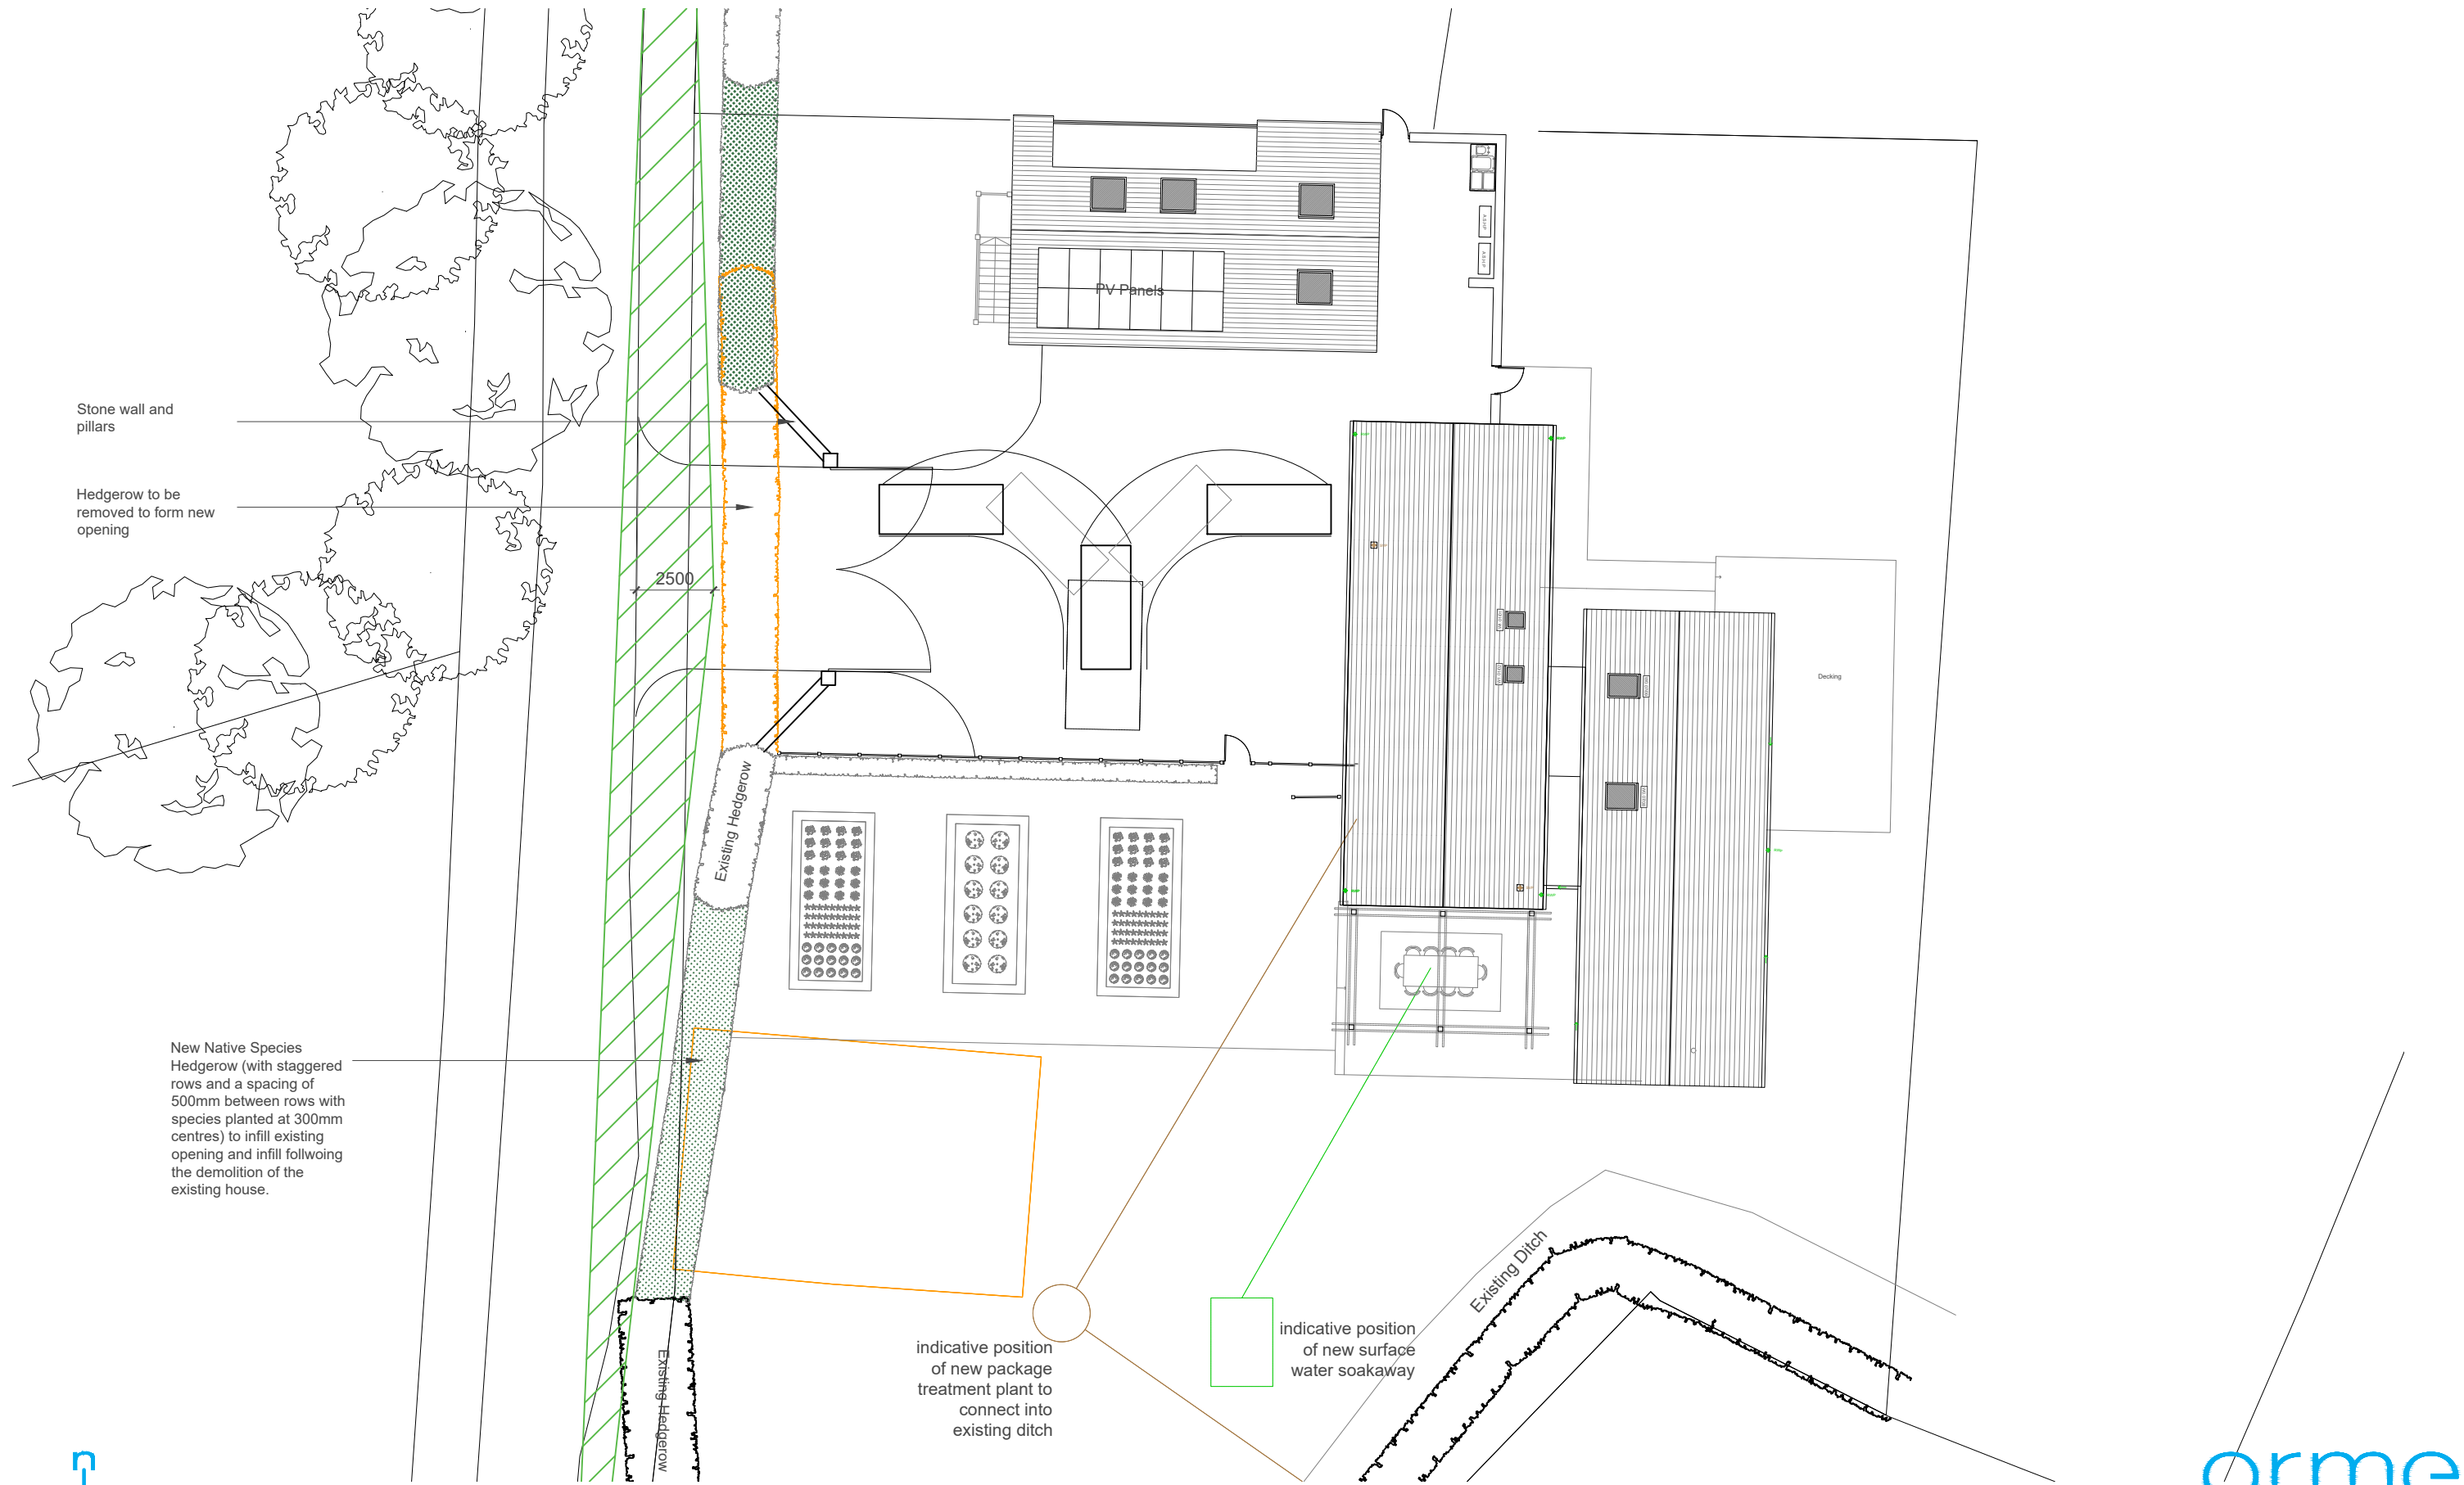 PV Panels
Stone wall and
pillars
Hedgerow to be
removed to form new
opening
2500
Decking
Existing Hedgerow
New Native Species
Hedgerow (with staggered
rows and a spacing of
500mm between rows with
species planted at 300mm
centres) to infill existing
opening and infill follwoing
the demolition of the
existing house.
Existing Ditch
indicative position
of new surface
water soakaway
indicative position
of new package
treatment plant to
connect into
existing ditch
Existing Hedgerow
orme